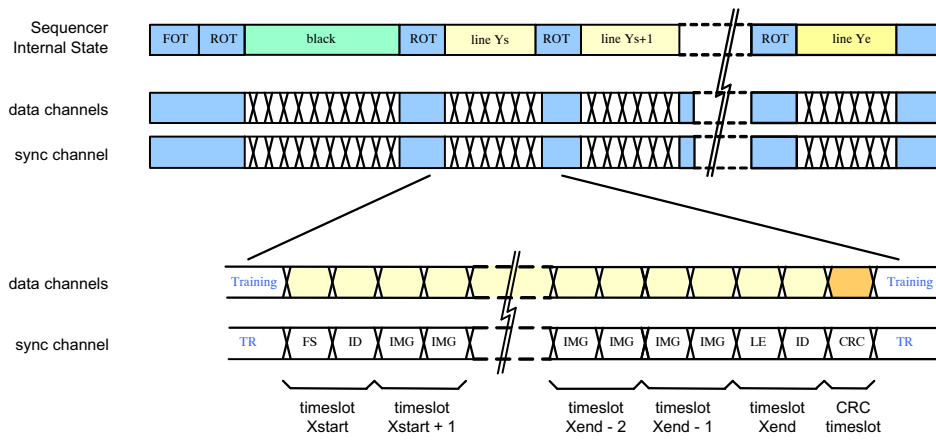 Sequencer
Internal State
FOT ROT black ROT line Ys ROT line Ys+1 ROT line Ye
data channels
sync channel
data channels
Training Training
sync channel
TR FS ID IMG IMG IMG IMG IMG IMG LE ID CRC TR
timeslot timeslot timeslot timeslot timeslot CRC
Xstart Xstart + 1 Xend - 2 Xend - 1 Xend timeslot